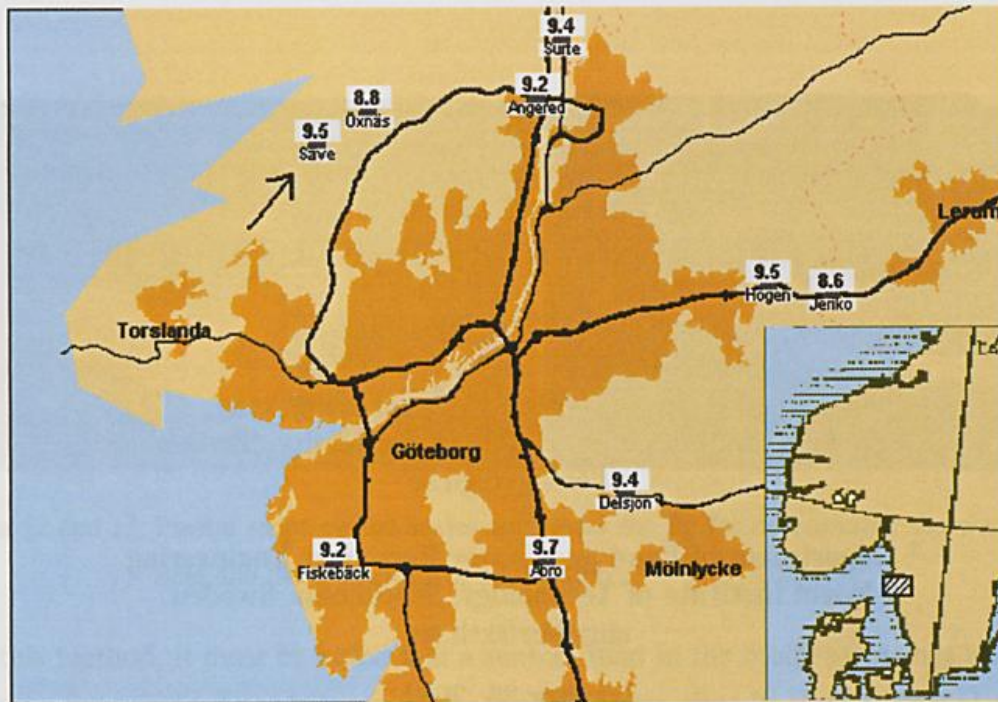 9.4
Surte
9.2
Angered
8.8
Öxnäs
9.5
Säve
Lerum
9.5
Högen
8.6
Jeriko
Torslanda
Göteborg
9.4
Delsjön
9.2
Fiskebäck
9.7
Åbro
Mölnlycke